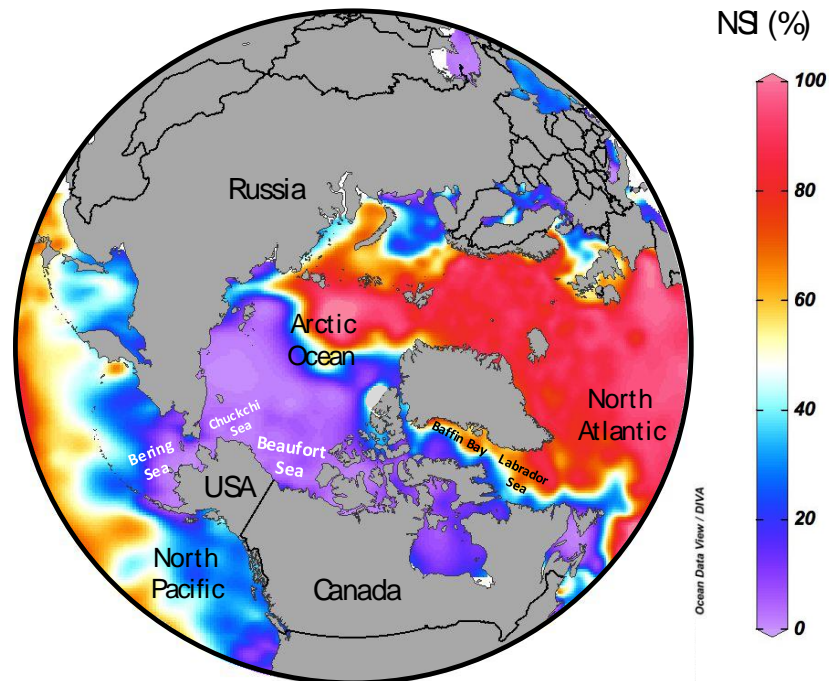 NSI (%)
100
80
60
40
20
0
Ocean Data View / DIVA
Russia
Arctic
Ocean
North
Atlantic
Baffin Bay
Labrador
Sea
Chuckchi
Sea
Beaufort
Sea
Bering
Sea
USA
North
Pacific
Canada